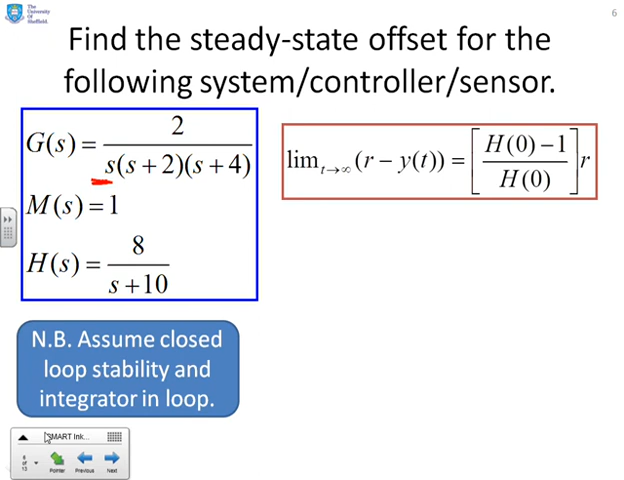 The
University
Of
Sheffield.
6
Find the steady-state offset for the
following system/controller/sensor.
G(s) = 2 / s(s+2)(s+4)
M(s) = 1
H(s) = 8 / s+10
lim t→∞ (r − y(t)) = [H(0)−1 / H(0)] r
N.B. Assume closed
loop stability and
integrator in loop.
SMART Ink...
6
of
13
Pointer Previous Next